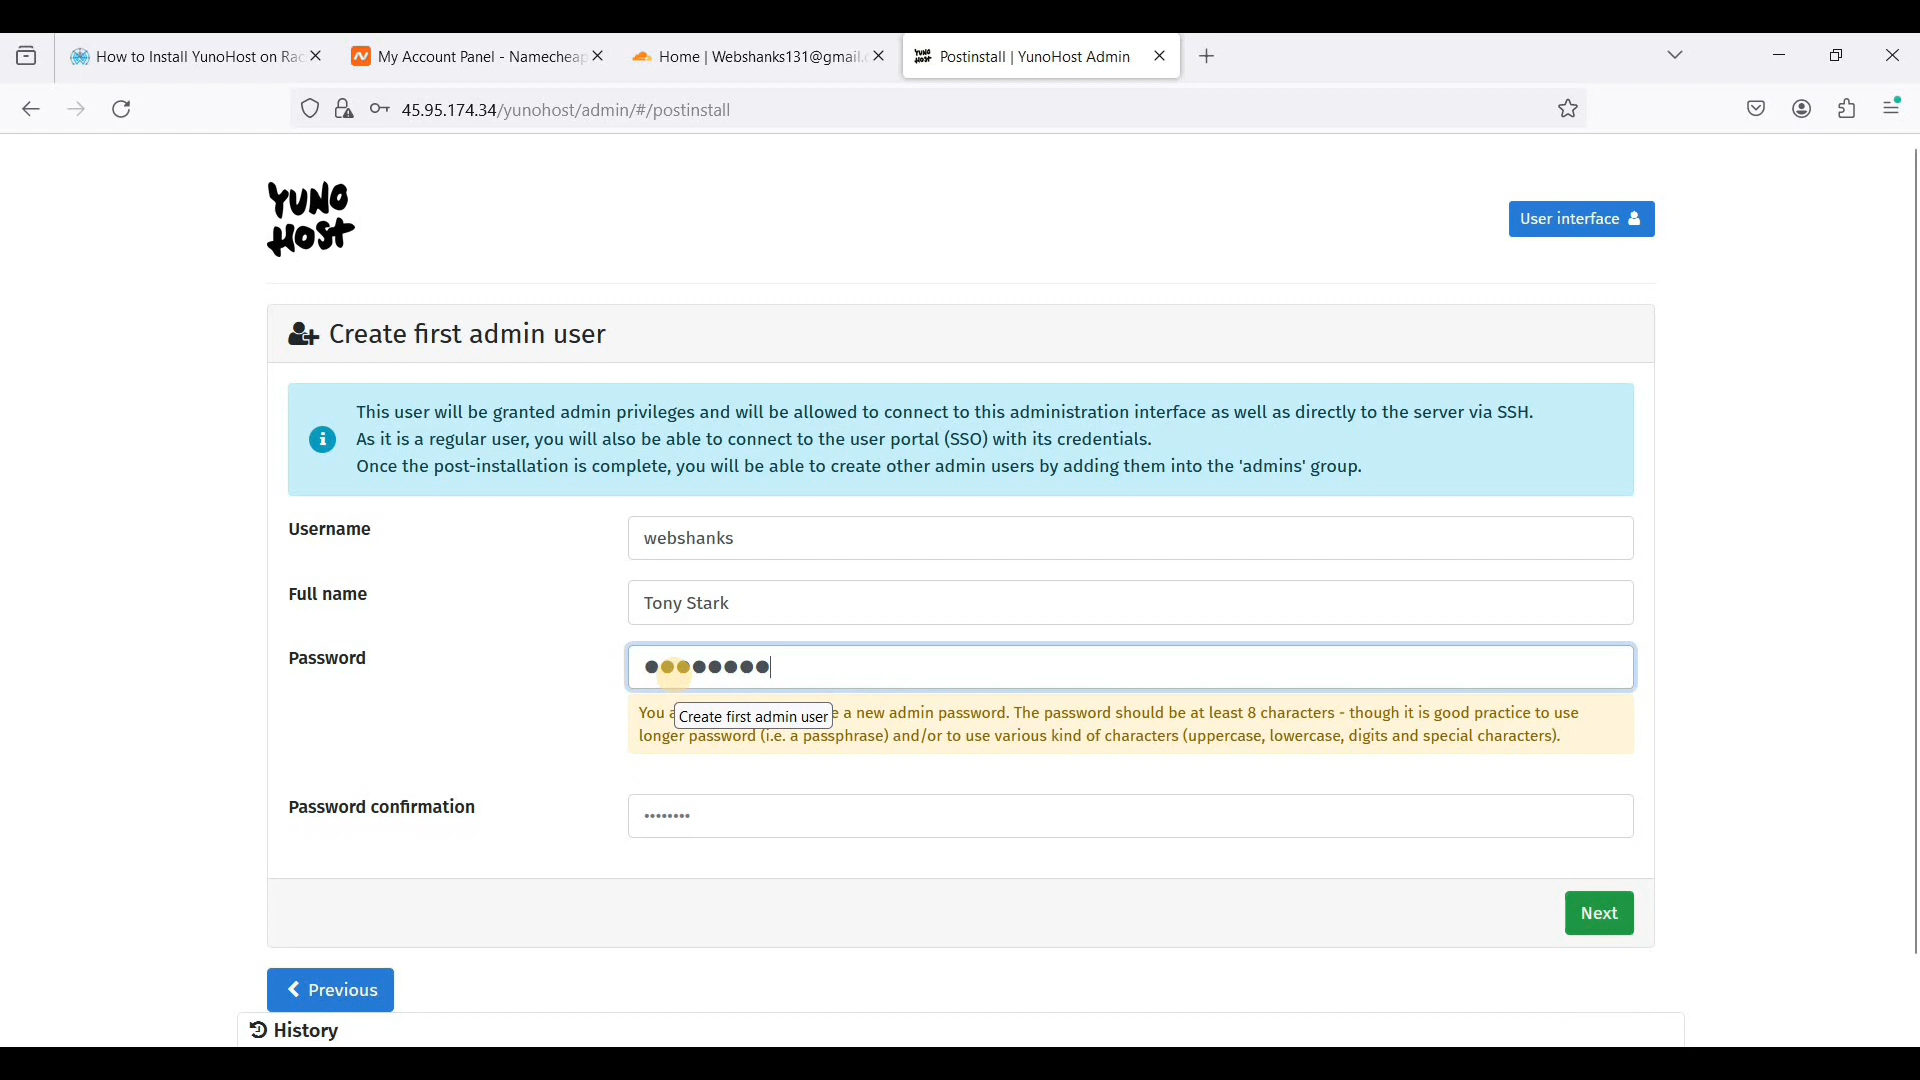 How to Install YunoHost on Rac
My Account Panel - Namecheap
Home | Webshanks131@gmail.
Postinstall | YunoHost Admin
45.95.174.34/yunohost/admin/#/postinstall
YUNO
HOST
User interface
Create first admin user
This user will be granted admin privileges and will be allowed to connect to this administration interface as well as directly to the server via SSH.
As it is a regular user, you will also be able to connect to the user portal (SSO) with its credentials.
Once the post-installation is complete, you will be able to create other admin users by adding them into the 'admins' group.
Username
webshanks
Full name
Tony Stark
Password
●●●●●●●●
You a new admin password. The password should be at least 8 characters - though it is good practice to use
Create first admin user
longer password (i.e. a passphrase) and/or to use various kind of characters (uppercase, lowercase, digits and special characters).
Password confirmation
••••••••
Next
Previous
History